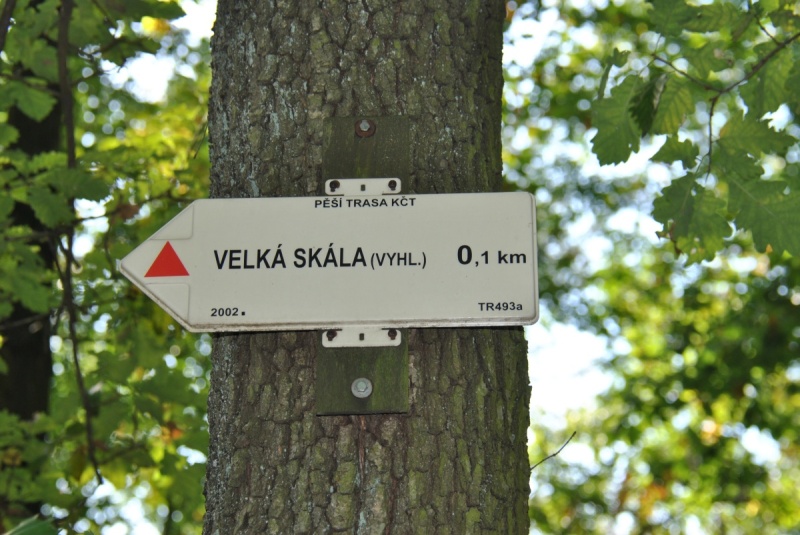 PĚŠÍ TRASA KČT
VELKÁ SKÁLA (VYHL.) 0,1 km
2002. TR493a